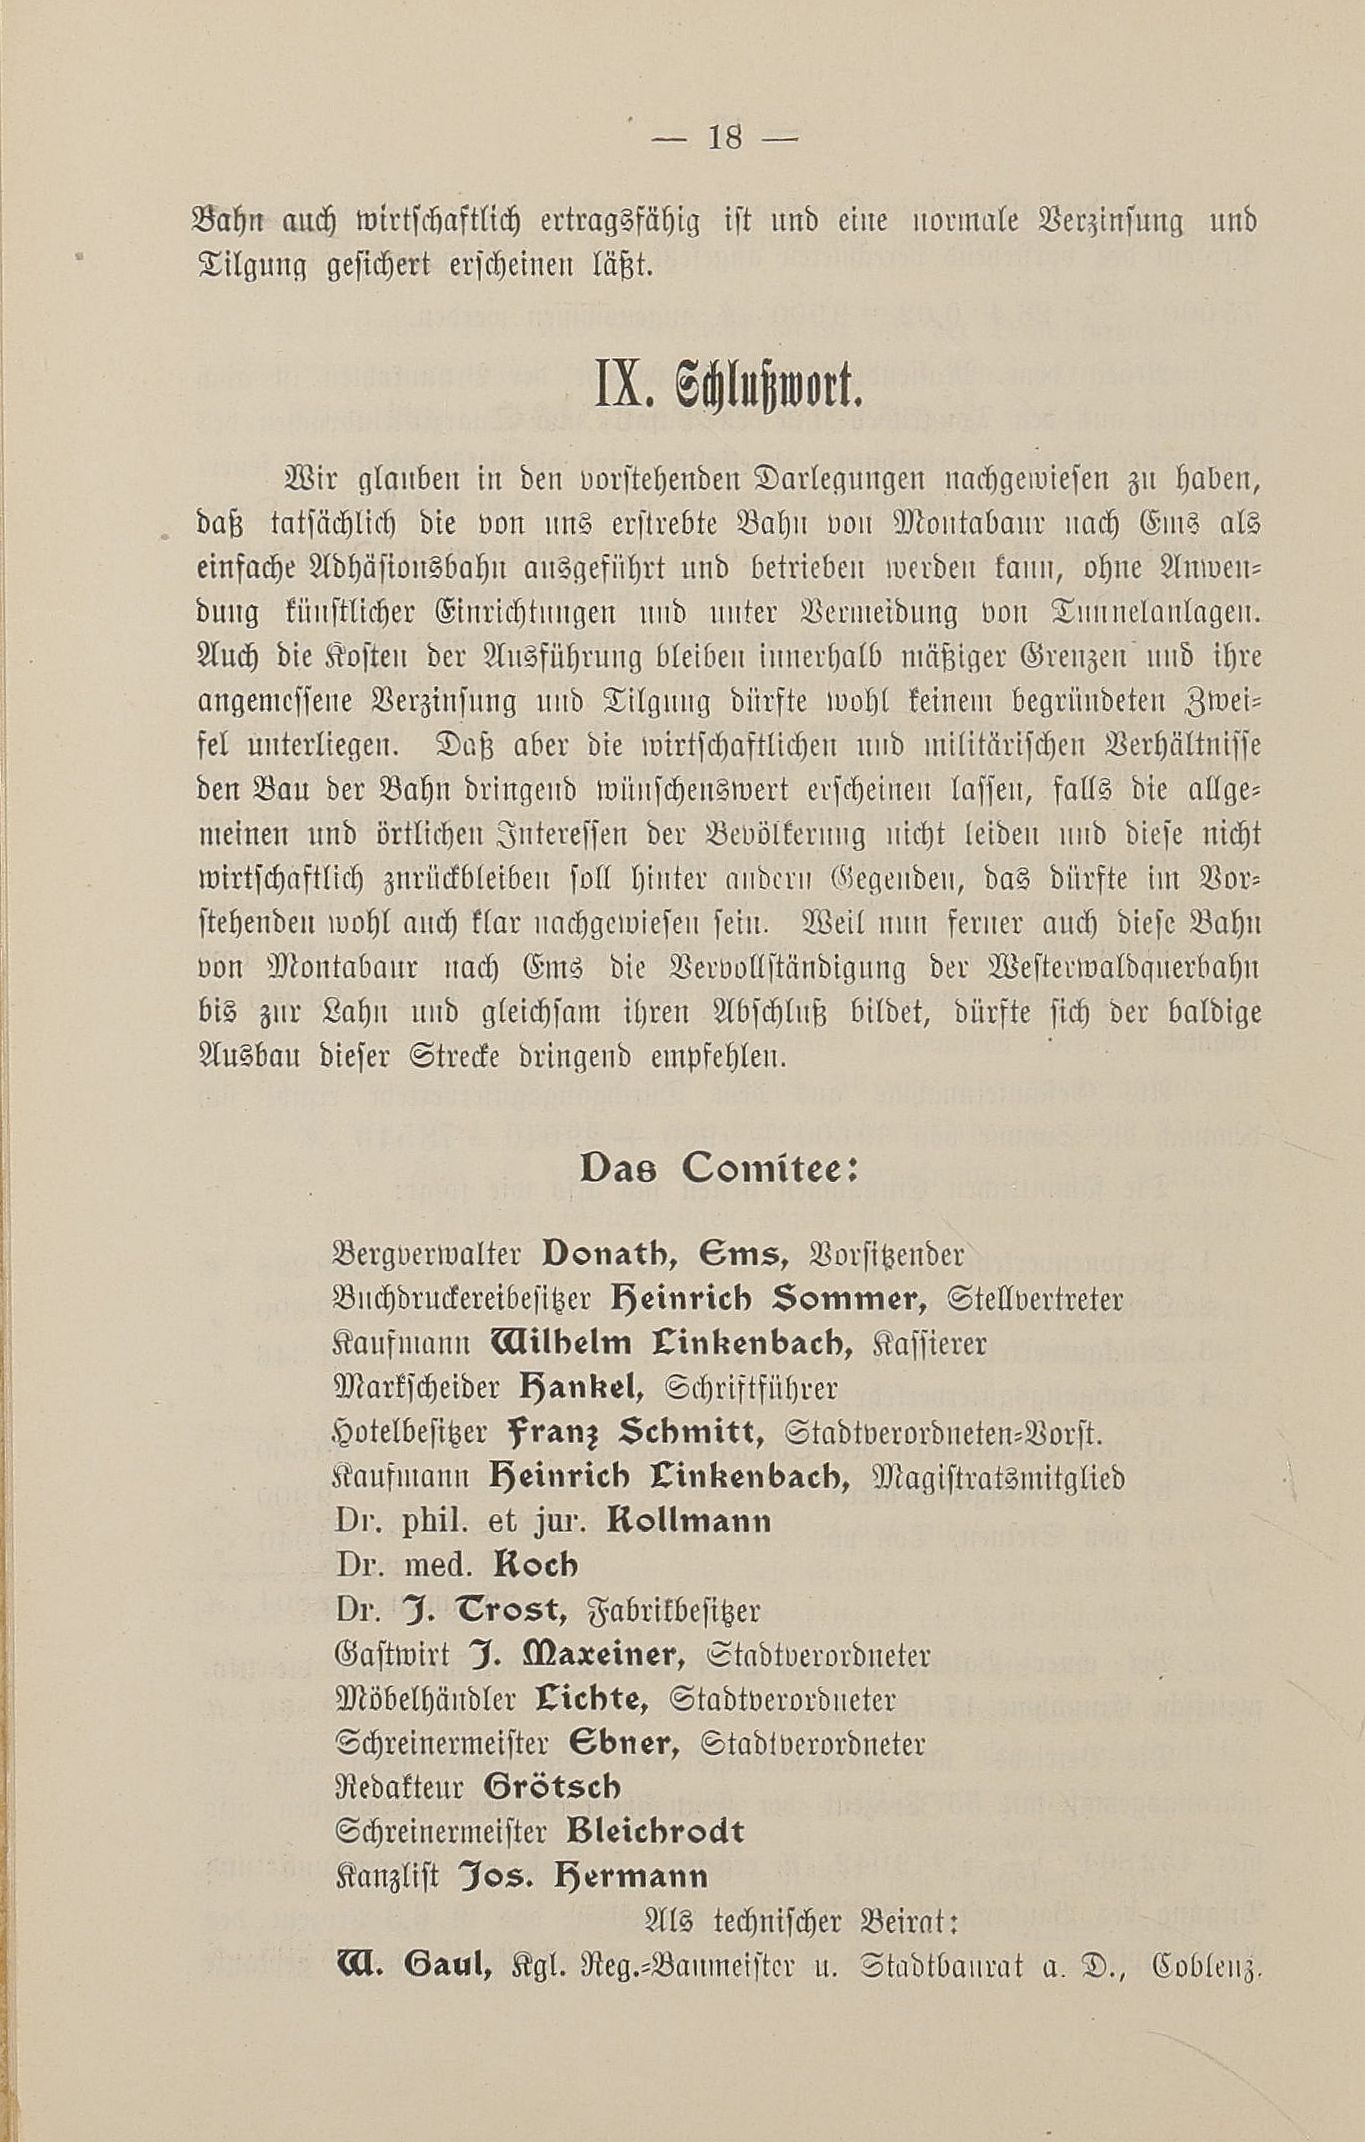 — 18 —
Bahn auch wirtschaftlich ertragsfähig ist und eine normale Verzinsung und
Tilgung gesichert erscheinen läßt.
IX. Schlußwort.
Wir glauben in den vorstehenden Darlegungen nachgewiesen zu haben,
daß tatsächlich die von uns erstrebte Bahn von Montabaur nach Ems als
einfache Adhäsionsbahn ausgeführt und betrieben werden kann, ohne Anwen-
dung künstlicher Einrichtungen und unter Vermeidung von Tunnelanlagen.
Auch die Kosten der Ausführung bleiben innerhalb mäßiger Grenzen und ihre
angemessene Verzinsung und Tilgung dürfte wohl keinem begründeten Zwei-
fel unterliegen. Daß aber die wirtschaftlichen und militärischen Verhältnisse
den Bau der Bahn dringend wünschenswert erscheinen lassen, falls die allge-
meinen und örtlichen Interessen der Bevölkerung nicht leiden und diese nicht
wirtschaftlich zurückbleiben soll hinter andern Gegenden, das dürfte im Vor-
stehenden wohl auch klar nachgewiesen sein. Weil nun ferner auch diese Bahn
von Montabaur nach Ems die Vervollständigung der Westerwaldquerbahn
bis zur Lahn und gleichsam ihren Abschluß bildet, dürfte sich der baldige
Ausbau dieser Strecke dringend empfehlen.
Das Comitee:
Bergverwalter Donath, Ems, Vorsitzender
Buchdruckereibesitzer Heinrich Sommer, Stellvertreter
Kaufmann Wilhelm Linkenbach, Kassierer
Markscheider Hankel, Schriftführer
Hotelbesitzer Franz Schmitt, Stadtverordneten-Vorst.
Kaufmann Heinrich Linkenbach, Magistratsmitglied
Dr. phil. et jur. Kollmann
Dr. med. Koch
Dr. J. Trost, Fabrikbesitzer
Gastwirt J. Maxeiner, Stadtverordneter
Möbelhändler Lichte, Stadtverordneter
Schreinermeister Ebner, Stadtverordneter
Redakteur Grötsch
Schreinermeister Bleichrodt
Kanzlist Jos. Hermann
Als technischer Beirat:
W. Gaul, Kgl. Reg.-Baumeister u. Stadtbaurat a. D., Coblenz.